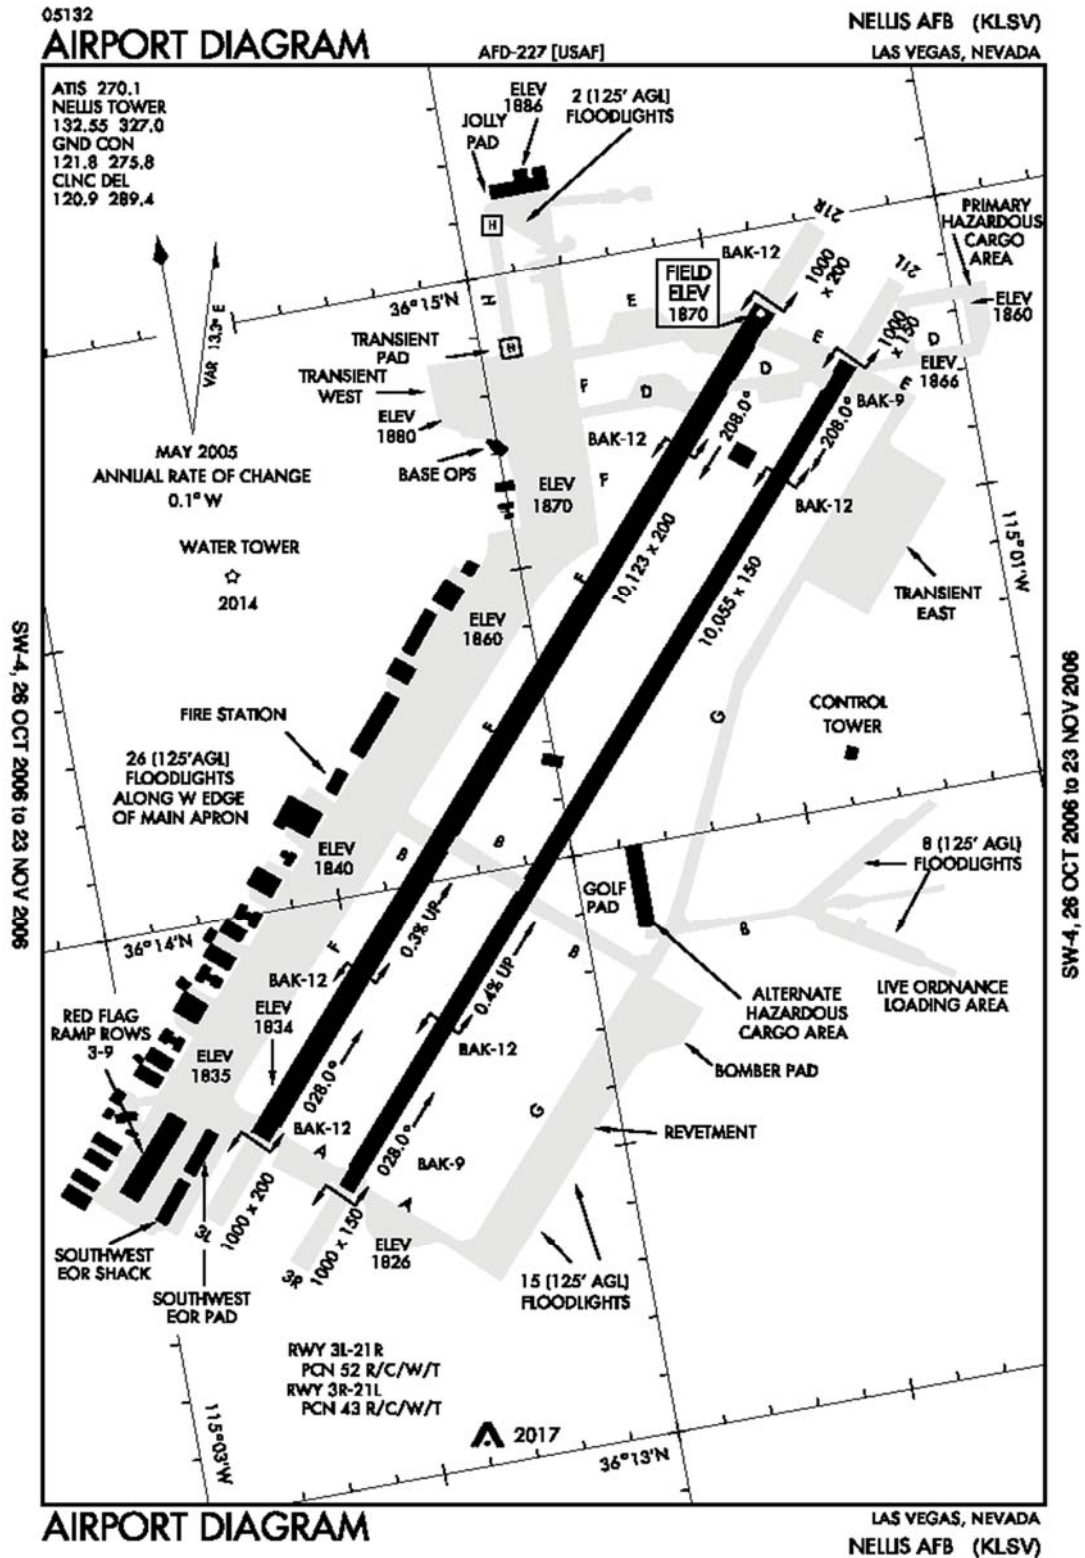 05132
AIRPORT DIAGRAM
AFD-227 [USAF]
NELLIS AFB (KLSV)
LAS VEGAS, NEVADA
ATIS 270.1
NELLIS TOWER
132.55 327.0
GND CON
121.8 275.8
CLNC DEL
120.9 289.4
ELEV
1886
2 (125' AGL)
FLOODLIGHTS
JOLLY
PAD
H
21R
PRIMARY
HAZARDOUS
CARGO
AREA
BAK-12
1000
x 200
21L
FIELD
ELEV
1870
36°15'N
H
E
ELEV
1860
VAR 13.3° E
TRANSIENT
PAD
H
E
1000
x 150
D
TRANSIENT
WEST
F
D
D
E
ELEV
1866
ELEV
1880
BAK-9
208.0°
208.0°
BAK-12
MAY 2005
ANNUAL RATE OF CHANGE
0.1° W
BASE OPS
ELEV
1870
F
BAK-12
115°01'W
WATER TOWER
2014
10,123 x 200
F
10,055 x 150
TRANSIENT
EAST
ELEV
1860
SW-4, 26 OCT 2006 to 23 NOV 2006
SW-4, 26 OCT 2006 to 23 NOV 2006
FIRE STATION
F
G
CONTROL
TOWER
26 (125'AGL)
FLOODLIGHTS
ALONG W EDGE
OF MAIN APRON
ELEV
1840
B
B
8 (125' AGL)
FLOODLIGHTS
GOLF
PAD
36°14'N
F
0.3% UP
B
B
BAK-12
0.4% UP
ALTERNATE
HAZARDOUS
CARGO AREA
LIVE ORDNANCE
LOADING AREA
RED FLAG
RAMP ROWS
3-9
ELEV
1834
ELEV
1835
BAK-12
BOMBER PAD
028.0°
G
REVETMENT
BAK-12
A
028.0°
BAK-9
3L
1000 x 200
A
SOUTHWEST
EOR SHACK
3R
1000 x 150
ELEV
1826
SOUTHWEST
EOR PAD
15 (125' AGL)
FLOODLIGHTS
RWY 3L-21R
PCN 52 R/C/W/T
RWY 3R-21L
PCN 43 R/C/W/T
115°03'W
2017
36°13'N
AIRPORT DIAGRAM
LAS VEGAS, NEVADA
NELLIS AFB (KLSV)